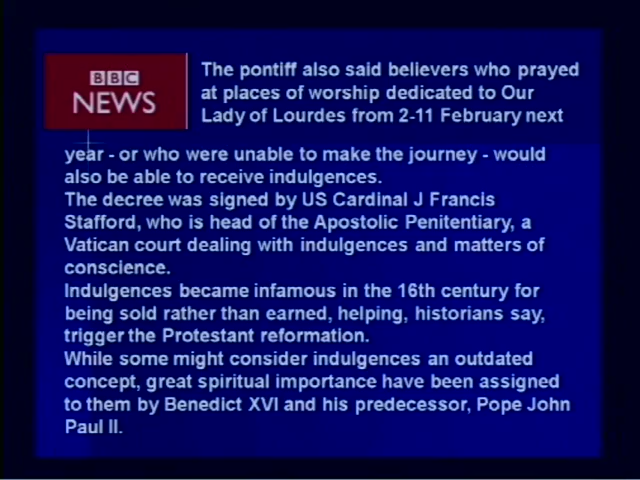 BBC
NEWS
The pontiff also said believers who prayed
at places of worship dedicated to Our
Lady of Lourdes from 2-11 February next
year - or who were unable to make the journey - would
also be able to receive indulgences.
The decree was signed by US Cardinal J Francis
Stafford, who is head of the Apostolic Penitentiary, a
Vatican court dealing with indulgences and matters of
conscience.
Indulgences became infamous in the 16th century for
being sold rather than earned, helping, historians say,
trigger the Protestant reformation.
While some might consider indulgences an outdated
concept, great spiritual importance have been assigned
to them by Benedict XVI and his predecessor, Pope John
Paul II.